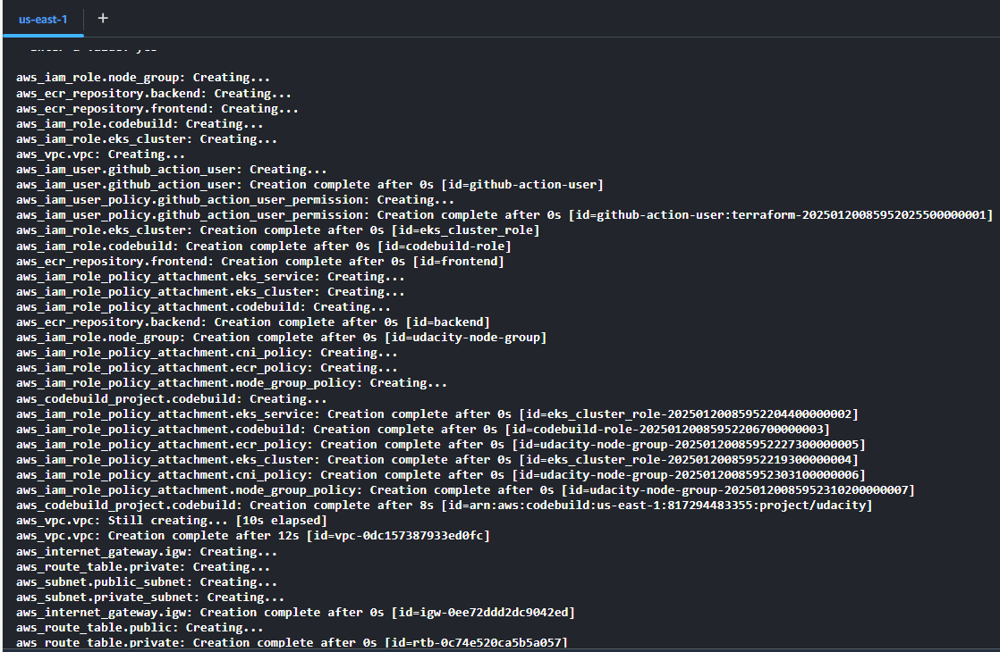 us-east-1 +
aws_iam_role.node_group: Creating...
aws_ecr_repository.backend: Creating...
aws_ecr_repository.frontend: Creating...
aws_iam_role.codebuild: Creating...
aws_iam_role.eks_cluster: Creating...
aws_vpc.vpc: Creating...
aws_iam_user.github_action_user: Creating...
aws_iam_user.github_action_user: Creation complete after 0s [id=github-action-user]
aws_iam_user_policy.github_action_user_permission: Creating...
aws_iam_user_policy.github_action_user_permission: Creation complete after 0s [id=github-action-user:terraform-20250120085952025500000001]
aws_iam_role.eks_cluster: Creation complete after 0s [id=eks_cluster_role]
aws_iam_role.codebuild: Creation complete after 0s [id=codebuild-role]
aws_ecr_repository.frontend: Creation complete after 0s [id=frontend]
aws_iam_role_policy_attachment.eks_service: Creating...
aws_iam_role_policy_attachment.eks_cluster: Creating...
aws_iam_role_policy_attachment.codebuild: Creating...
aws_ecr_repository.backend: Creation complete after 0s [id=backend]
aws_iam_role.node_group: Creation complete after 0s [id=udacity-node-group]
aws_iam_role_policy_attachment.cni_policy: Creating...
aws_iam_role_policy_attachment.ecr_policy: Creating...
aws_iam_role_policy_attachment.node_group_policy: Creating...
aws_codebuild_project.codebuild: Creating...
aws_iam_role_policy_attachment.eks_service: Creation complete after 0s [id=eks_cluster_role-20250120085952204400000002]
aws_iam_role_policy_attachment.codebuild: Creation complete after 0s [id=codebuild-role-20250120085952206700000003]
aws_iam_role_policy_attachment.ecr_policy: Creation complete after 0s [id=udacity-node-group-20250120085952227300000005]
aws_iam_role_policy_attachment.eks_cluster: Creation complete after 0s [id=eks_cluster_role-20250120085952219300000004]
aws_iam_role_policy_attachment.cni_policy: Creation complete after 0s [id=udacity-node-group-20250120085952303100000006]
aws_iam_role_policy_attachment.node_group_policy: Creation complete after 0s [id=udacity-node-group-20250120085952310200000007]
aws_codebuild_project.codebuild: Creation complete after 8s [id=arn:aws:codebuild:us-east-1:817294483355:project/udacity]
aws_vpc.vpc: Still creating... [10s elapsed]
aws_vpc.vpc: Creation complete after 12s [id=vpc-0dc157387933ed0fc]
aws_internet_gateway.igw: Creating...
aws_route_table.private: Creating...
aws_subnet.public_subnet: Creating...
aws_subnet.private_subnet: Creating...
aws_internet_gateway.igw: Creation complete after 0s [id=igw-0ee72ddd2dc9042ed]
aws_route_table.public: Creating...
aws_route_table.private: Creation complete after 0s [id=rtb-0c74e520ca5b5a057]